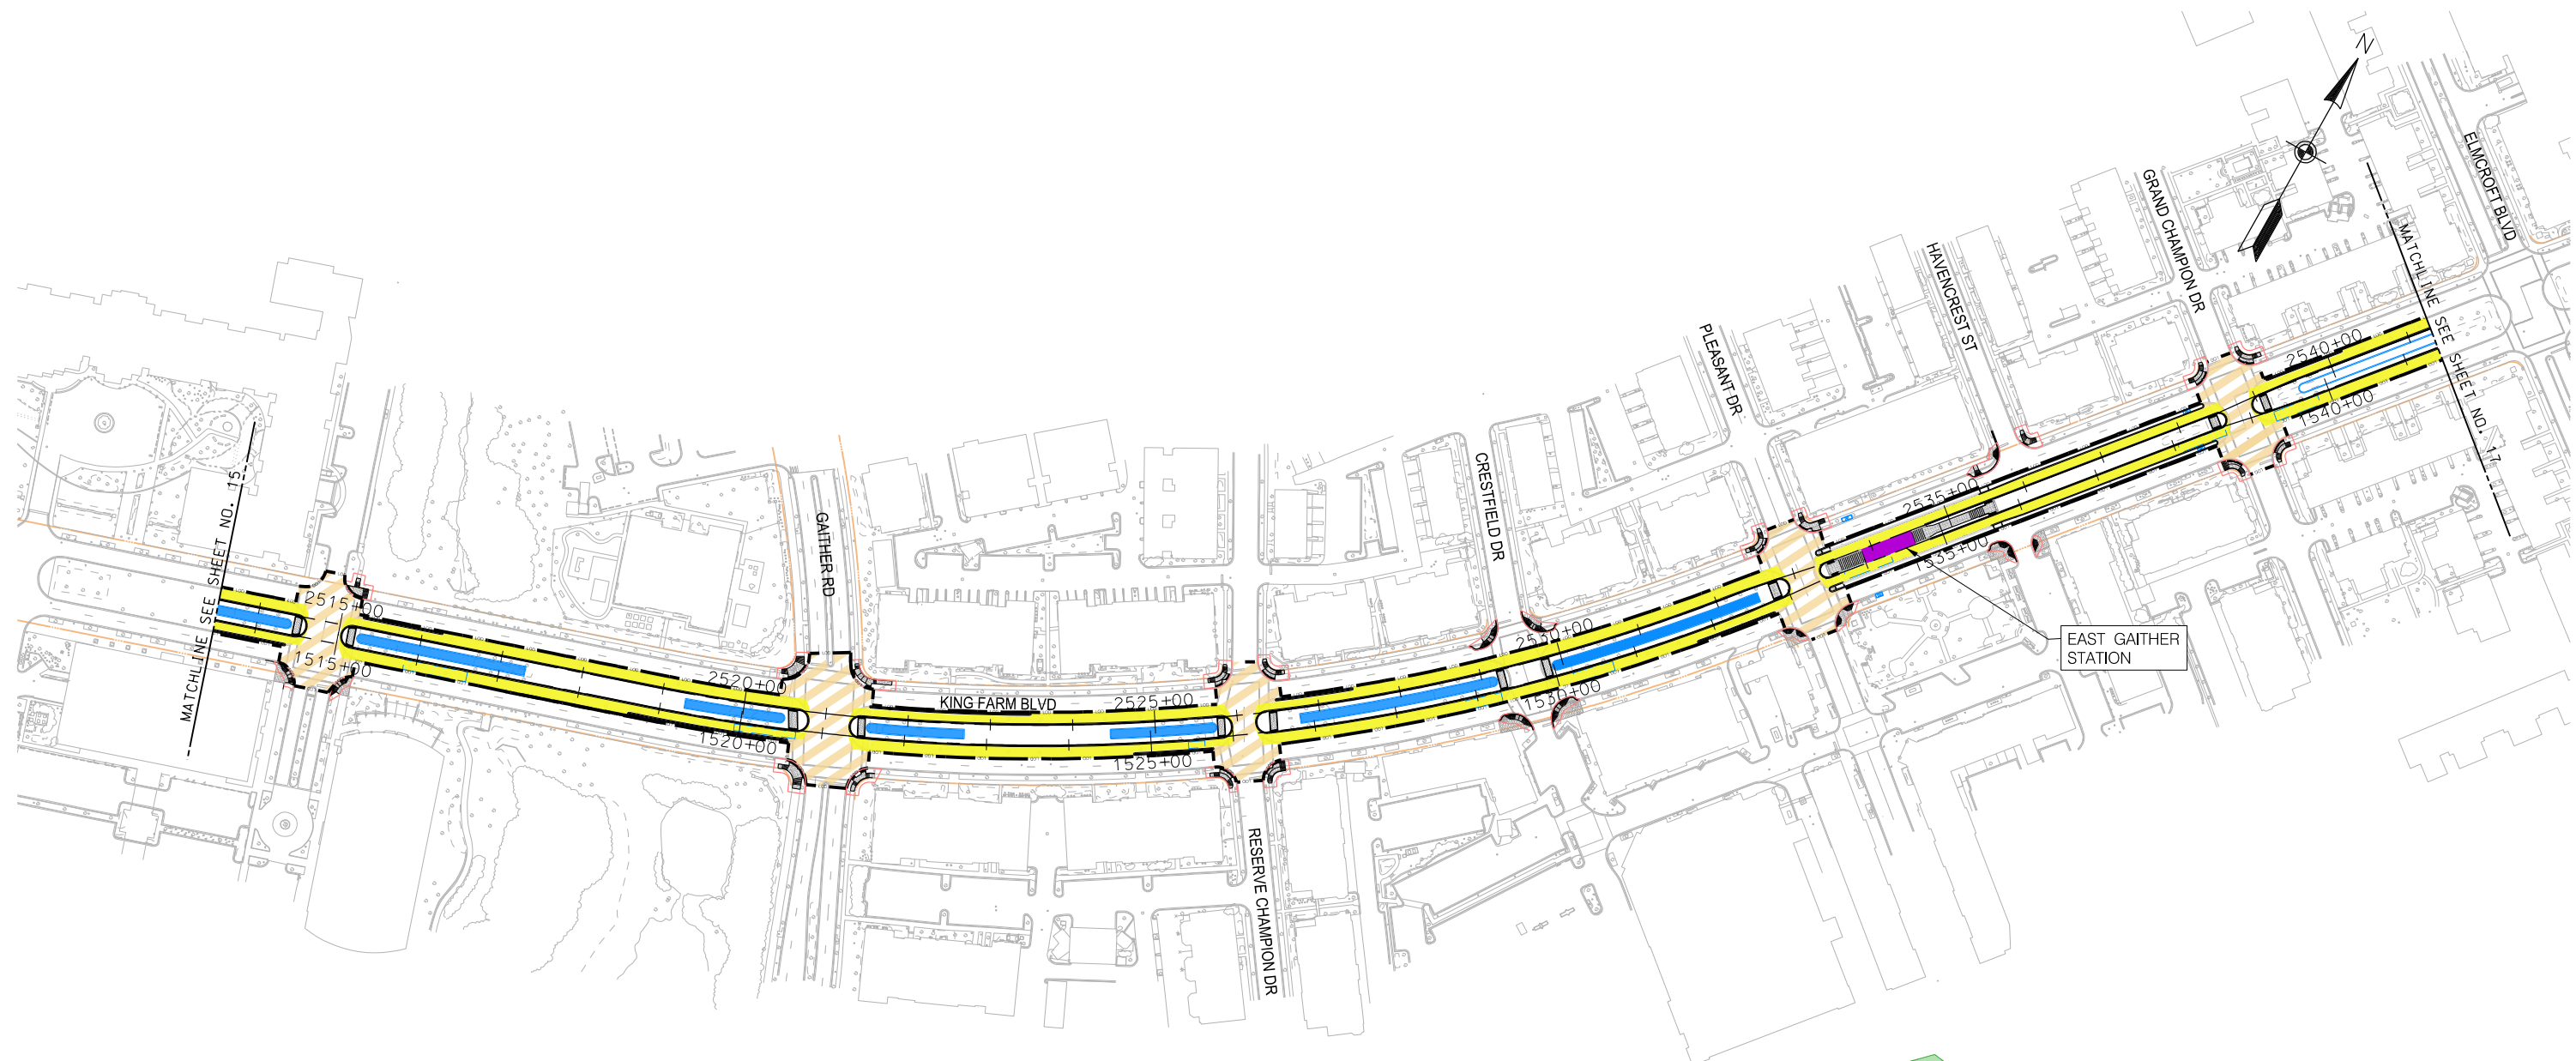 N
ELMCROFT BLVD
GRAND CHAMPION DR
MATCHLINE SEE SHEET NO. 17
HAVENCREST ST
PLEASANT DR
2540+00
1540+00
CRESTFIELD DR
MATCHLINE SEE SHEET NO. 15
GAITHER RD
2535+00
1535+00
2515+00
1515+00
2530+00
1530+00
EAST GAITHER
STATION
2520+00
1520+00
KING FARM BLVD
2525+00
1525+00
RESERVE CHAMPION DR